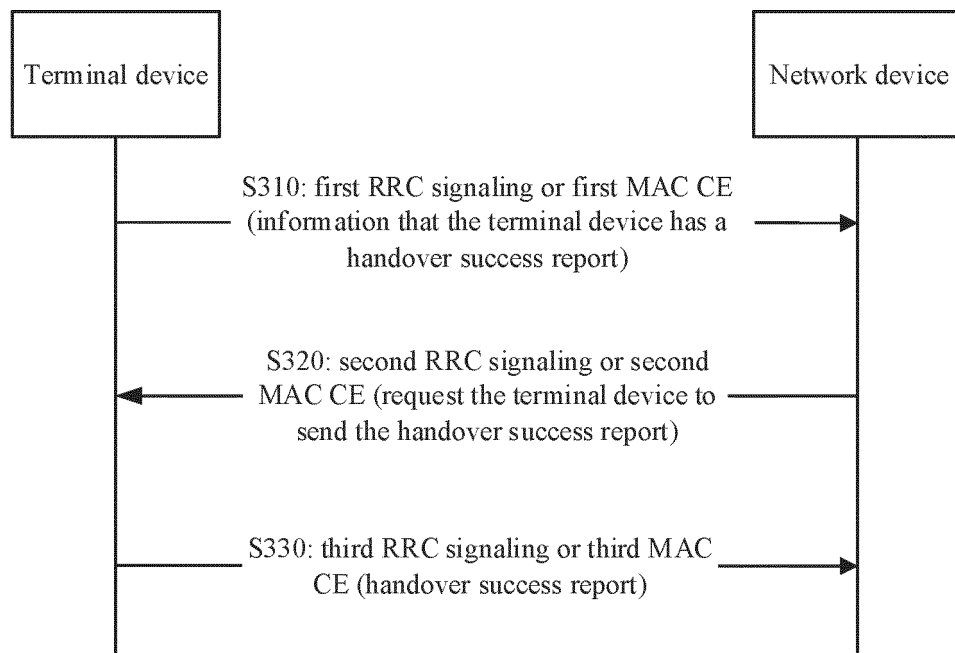 Terminal device
Network device
S310: first RRC signaling or first MAC CE
(information that the terminal device has a
handover success report)
S320: second RRC signaling or second
MAC CE (request the terminal device to
send the handover success report)
S330: third RRC signaling or third MAC
CE (handover success report)